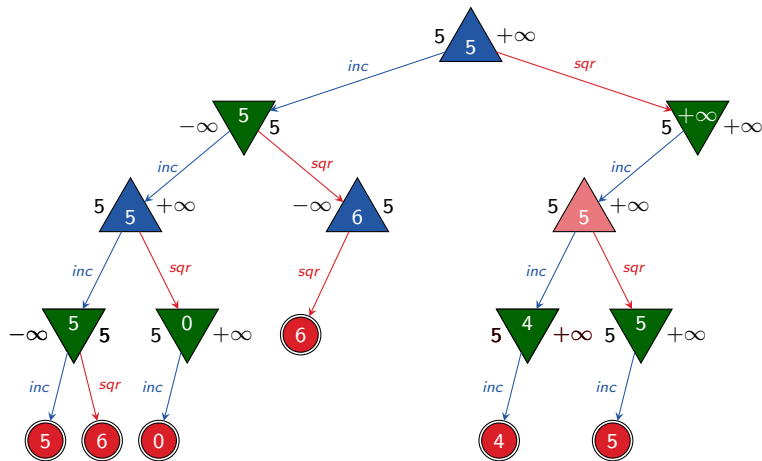 5 5 +∞
inc sqr
5 +∞
−∞ 5 5 +∞
inc sqr inc
5 +∞ −∞ 5 5 +∞
5 6 5
inc sqr sqr inc sqr
5 0 4 5
−∞ 5 5 +∞ 6 5 +∞ 5 +∞
inc sqr inc inc inc
5 6 0 4 5